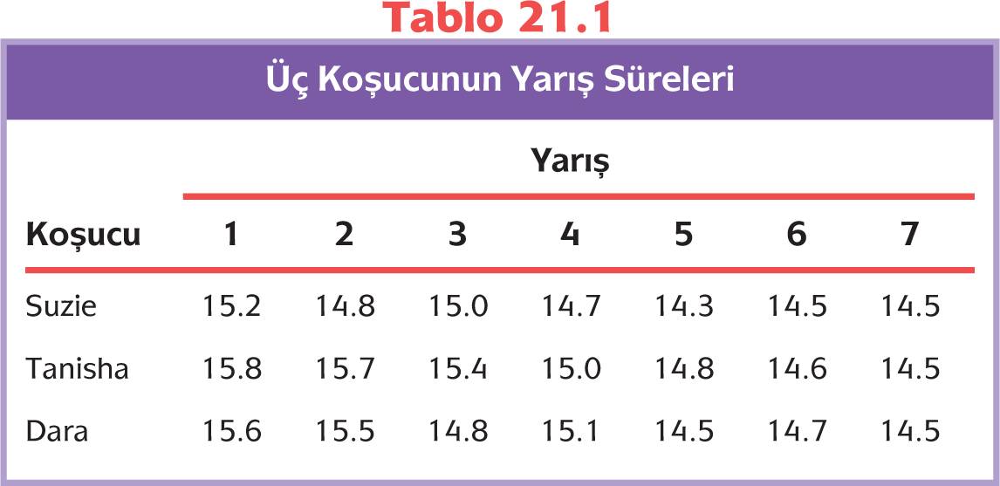 Tablo 21.1
Üç Koşucunun Yarış Süreleri
Yarış
Koşucu 1 2 3 4 5 6 7
Suzie 15.2 14.8 15.0 14.7 14.3 14.5 14.5
Tanisha 15.8 15.7 15.4 15.0 14.8 14.6 14.5
Dara 15.6 15.5 14.8 15.1 14.5 14.7 14.5